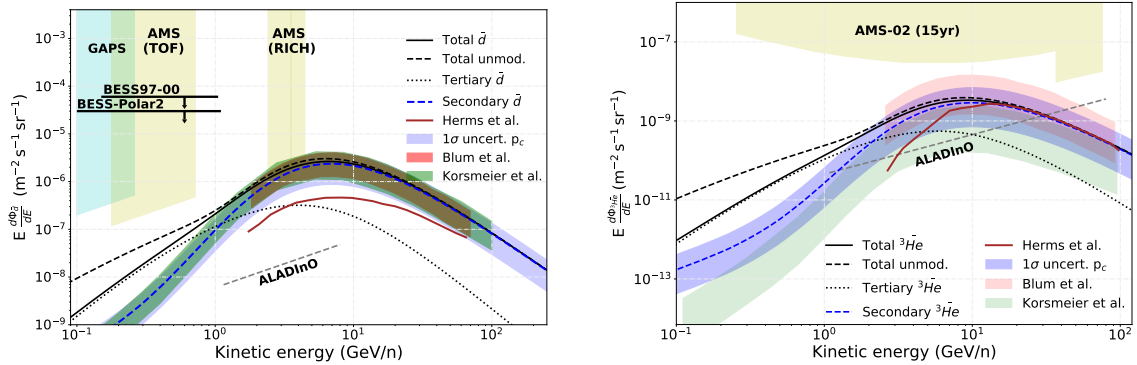 10⁻³
10⁻⁴
10⁻⁵
10⁻⁶
10⁻⁷
10⁻⁸
10⁻⁹
E dΦ_d̄/dE (m⁻² s⁻¹ sr⁻¹)
GAPS
AMS
(TOF)
AMS
(RICH)
BESS97-00
BESS-Polar2
Total d̄
Total unmod.
Tertiary d̄
Secondary d̄
Herms et al.
1σ uncert. p_c
Blum et al.
Korsmeier et al.
ALADInO
10⁻¹ 10⁰ 10¹ 10²
Kinetic energy (GeV/n)
10⁻⁷
10⁻⁹
10⁻¹¹
10⁻¹³
E dΦ_³H̄e/dE (m⁻² s⁻¹ sr⁻¹)
AMS-02 (15yr)
ALADInO
Total ³H̄e
Total unmod.
Tertiary ³H̄e
Secondary ³H̄e
Herms et al.
1σ uncert. p_c
Blum et al.
Korsmeier et al.
10⁻¹ 10⁰ 10¹ 10²
Kinetic energy (GeV/n)